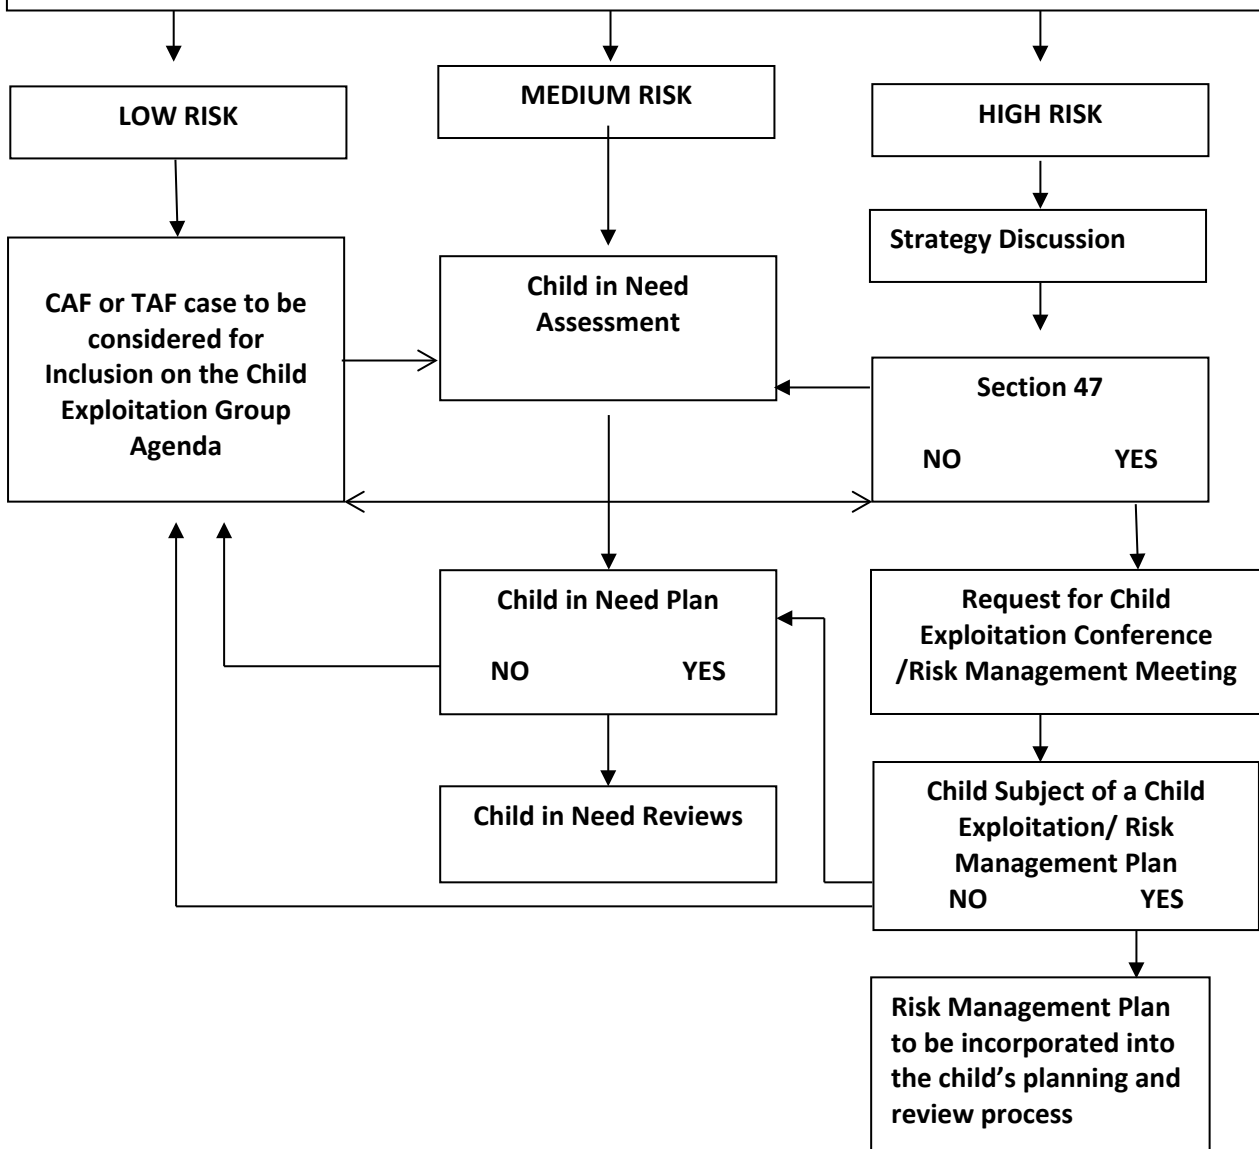 LOW RISK
MEDIUM RISK
HIGH RISK
Strategy Discussion
CAF or TAF case to be
considered for
Inclusion on the Child
Exploitation Group
Agenda
Child in Need
Assessment
Section 47
NO YES
Child in Need Plan
NO YES
Request for Child
Exploitation Conference
/Risk Management Meeting
Child in Need Reviews
Child Subject of a Child
Exploitation/ Risk
Management Plan
NO YES
Risk Management Plan
to be incorporated into
the child’s planning and
review process